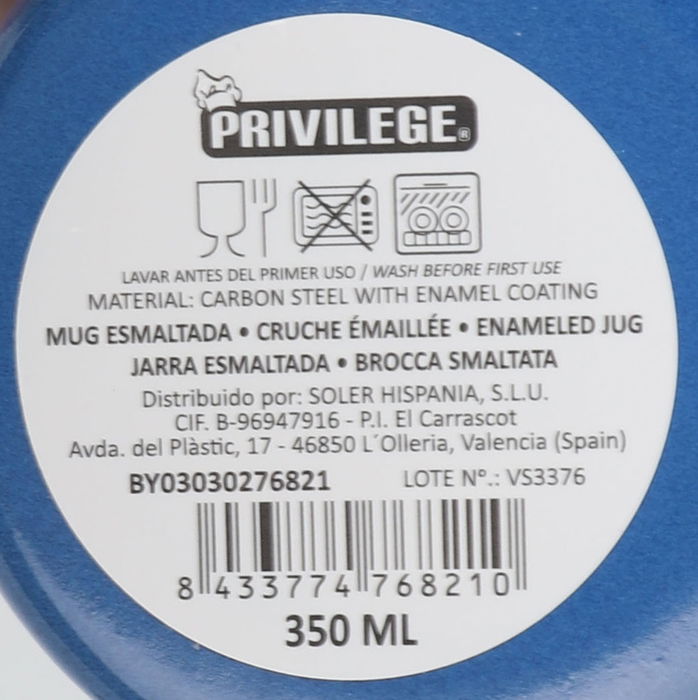 PRIVILEGE®
LAVAR ANTES DEL PRIMER USO / WASH BEFORE FIRST USE
MATERIAL: CARBON STEEL WITH ENAMEL COATING
MUG ESMALTADA • CRUCHE ÉMAILLÉE • ENAMELED JUG
JARRA ESMALTADA • BROCCA SMALTATA
Distribuido por: SOLER HISPANIA, S.L.U.
CIF. B-96947916 - P.I. El Carrascot
Avda. del Plàstic, 17 - 46850 L´Olleria, Valencia (Spain)
BY03030276821 LOTE Nº.: VS3376
8 433774 768210
350 ML